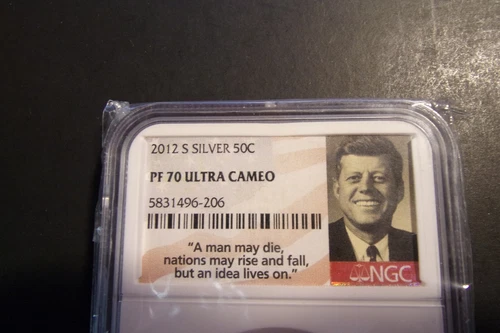 2012 S SILVER 50C
PF 70 ULTRA CAMEO
5831496-206
"A man may die,
nations may rise and fall,
but an idea lives on."
NGC